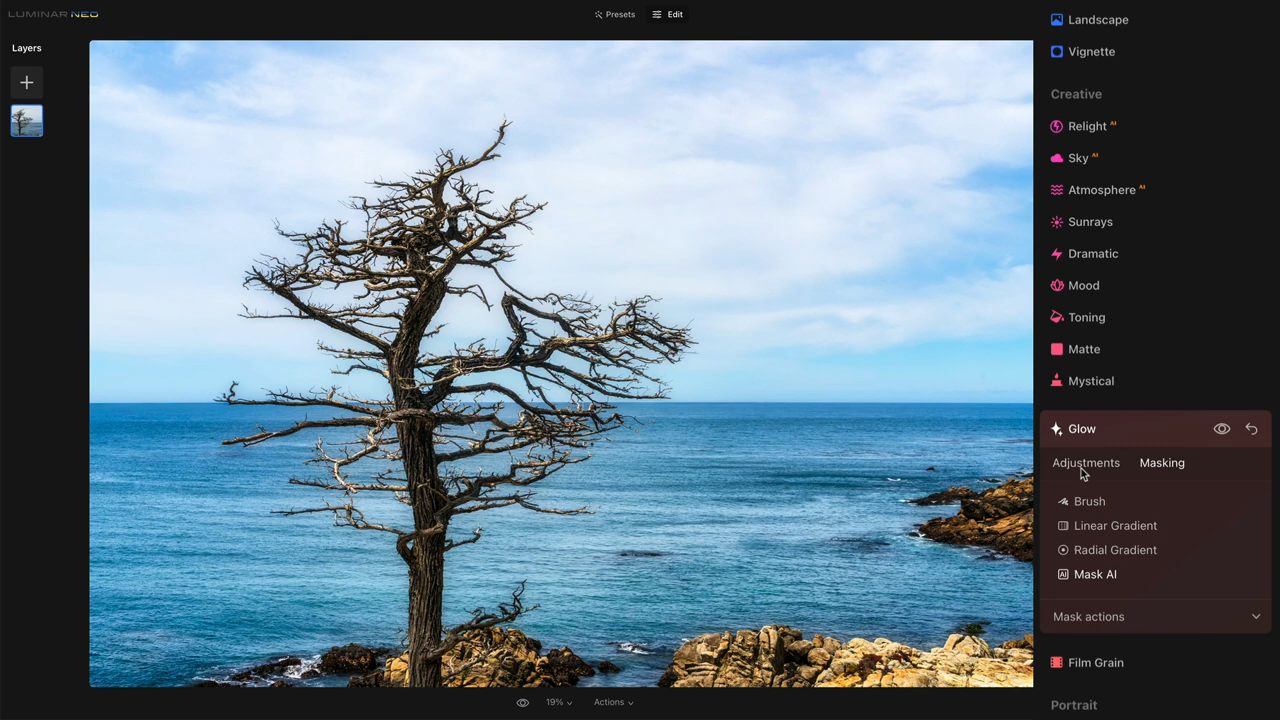 LUMINAR NEO
Presets
Edit
Layers
Landscape
Vignette
Creative
Relight AI
Sky AI
Atmosphere AI
Sunrays
Dramatic
Mood
Toning
Matte
Mystical
Glow
Adjustments
Masking
Brush
Linear Gradient
Radial Gradient
AI Mask AI
Mask actions
Film Grain
Portrait
19%
Actions